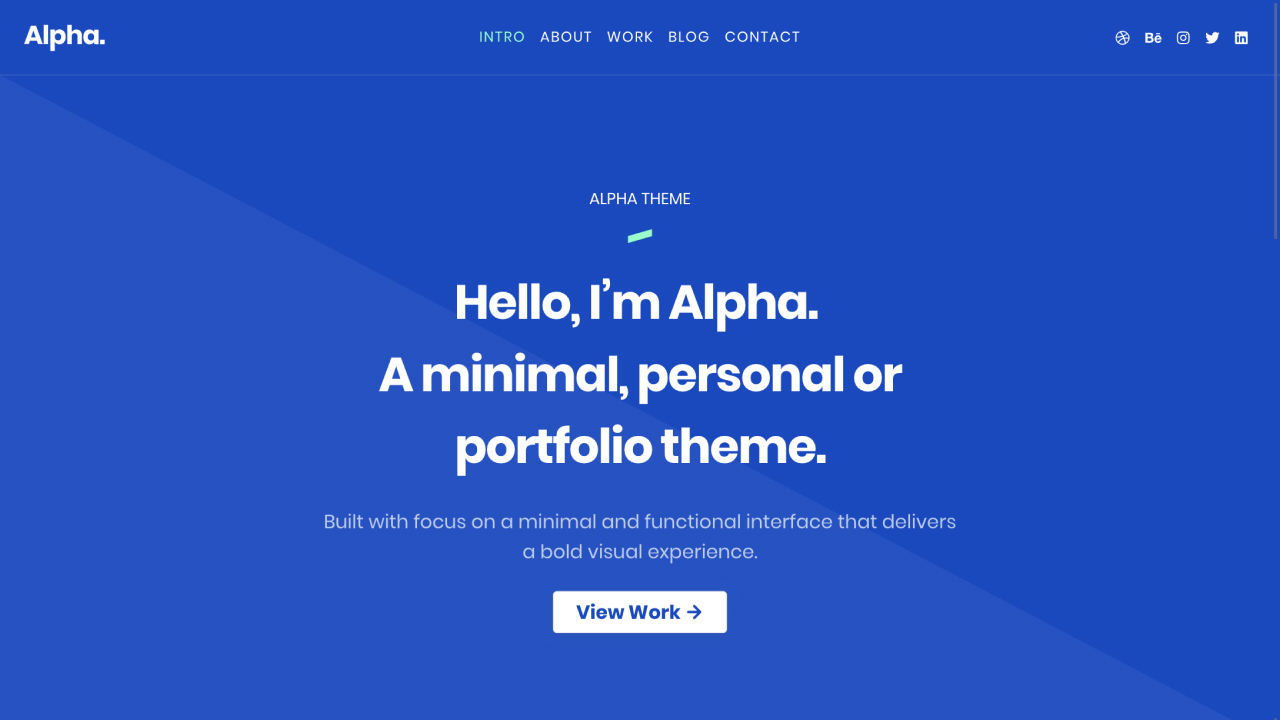 Alpha.
INTRO ABOUT WORK BLOG CONTACT
Bē
ALPHA THEME
Hello, I’m Alpha.
A minimal, personal or
portfolio theme.
Built with focus on a minimal and functional interface that delivers
a bold visual experience.
View Work →